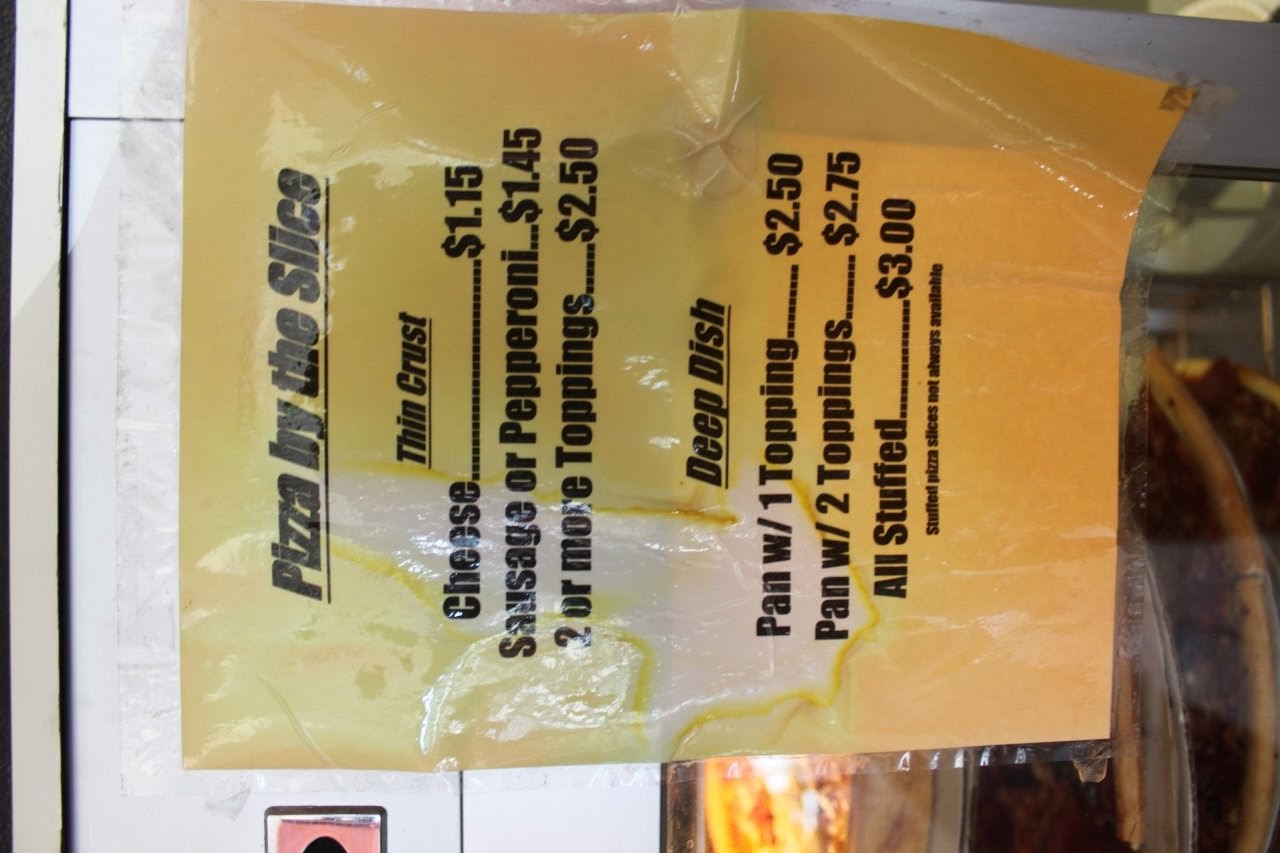 Pizza by the Slice
Thin Crust
Cheese............................$1.15
Sausage or Pepperoni...$1.45
2 or more Toppings......$2.50
Deep Dish
Pan w/ 1 Topping.......... $2.50
Pan w/ 2 Toppings........ $2.75
All Stuffed...............$3.00
Stuffed pizza slices not always available